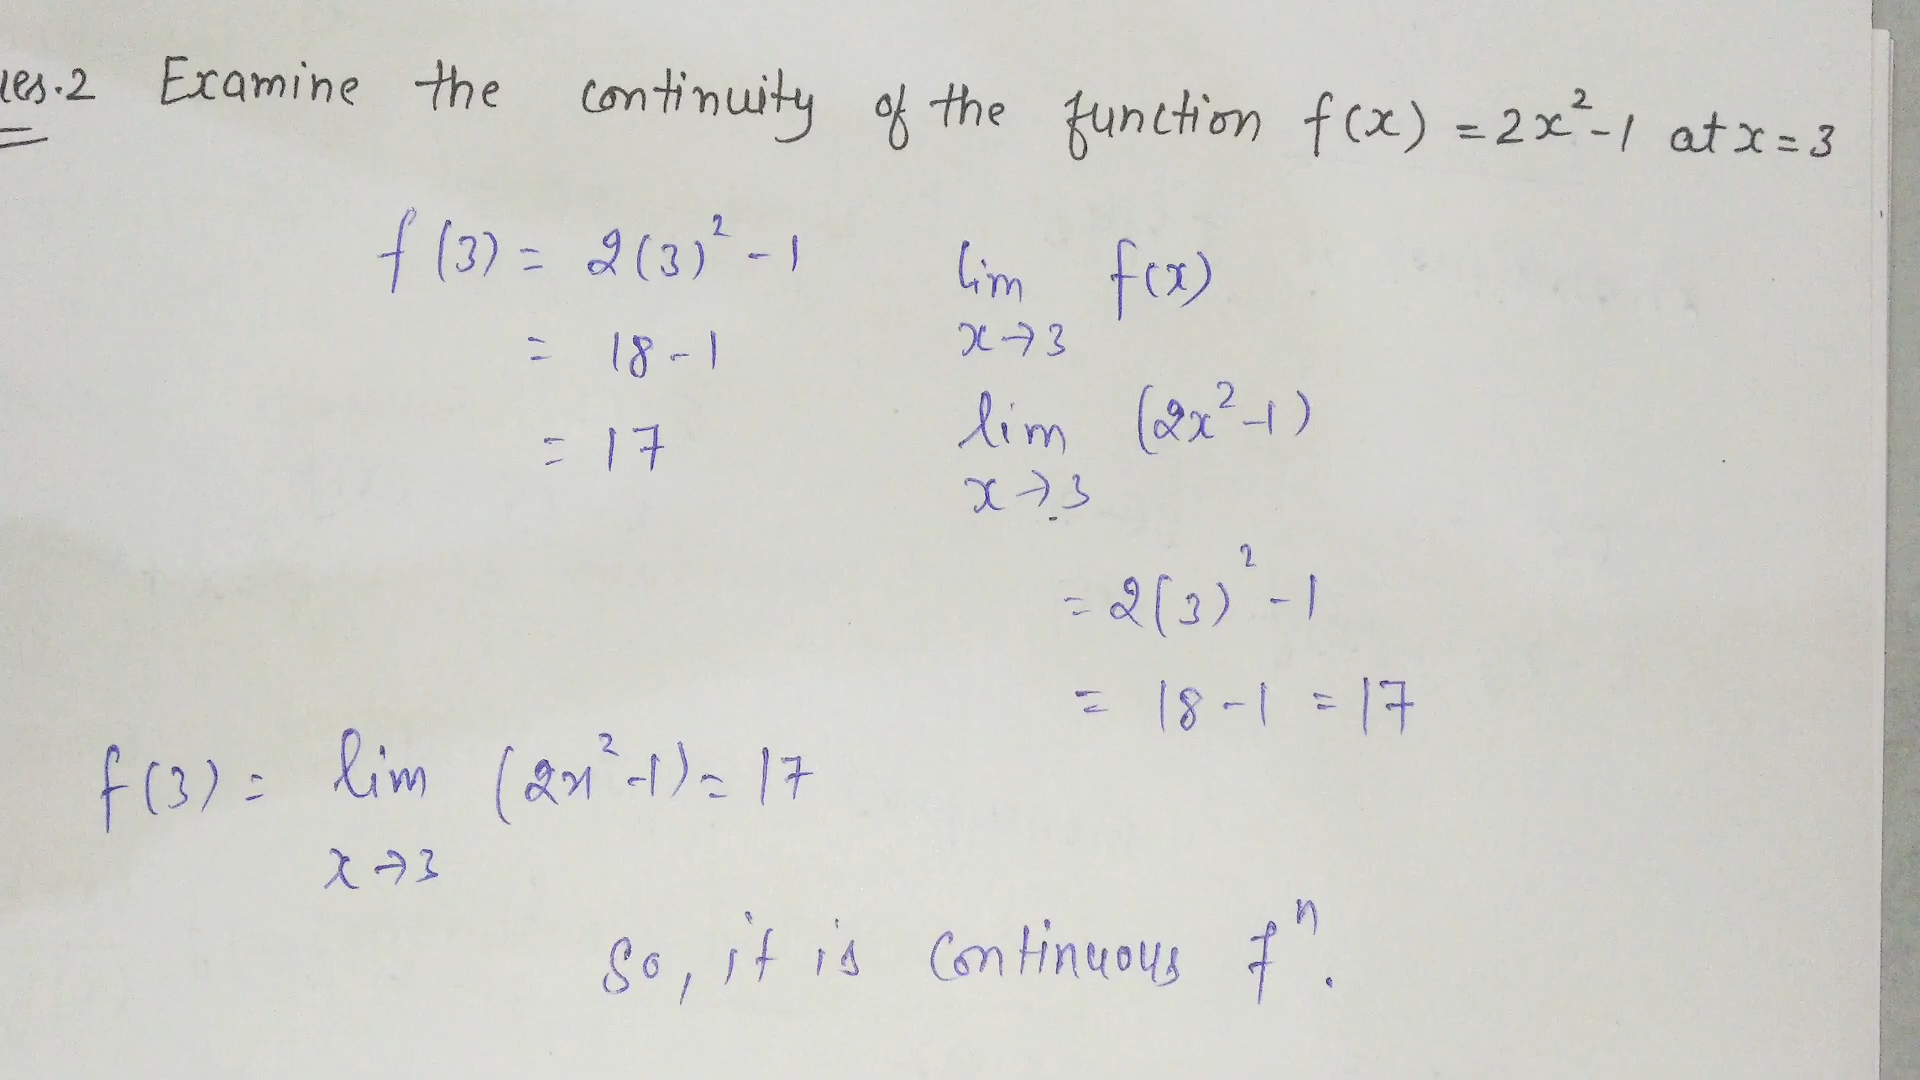 ues.2 Examine the continuity of the function f(x) = 2x²-1 at x=3
f(3) = 2(3)² - 1
= 18 - 1
= 17
lim f(x)
x→3
lim (2x²-1)
x→3
= 2(3)² - 1
= 18 - 1 = 17
f(3) = lim (2x²-1) = 17
x→3
So, it is continuous fⁿ.